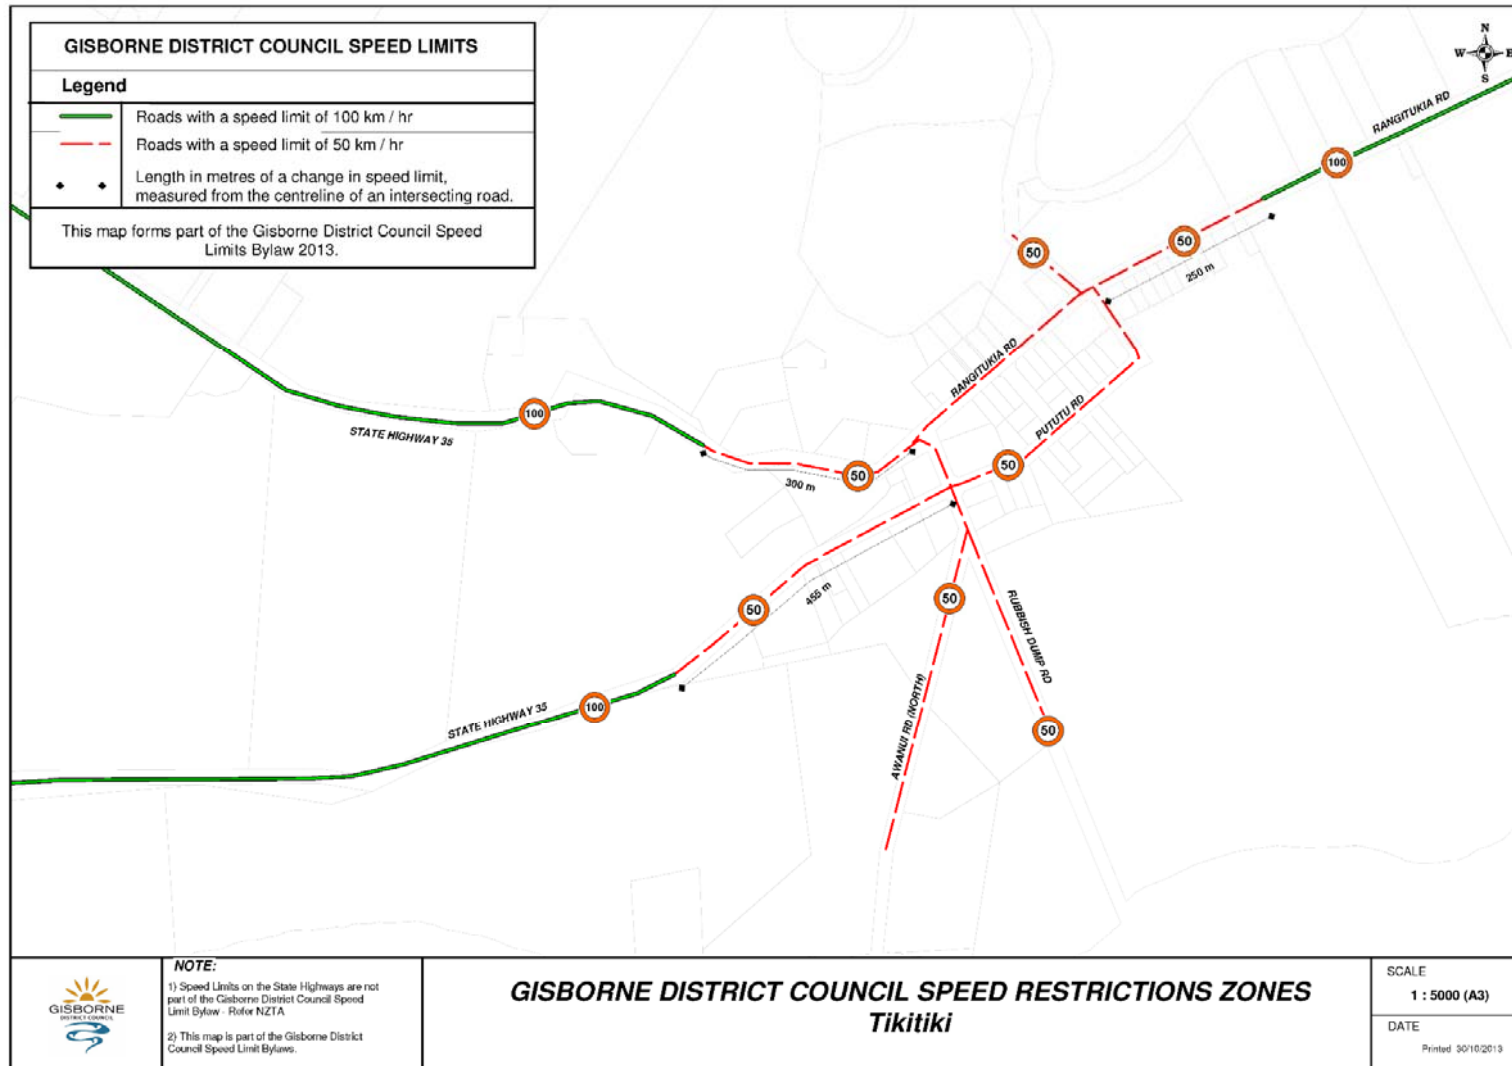 GISBORNE DISTRICT COUNCIL SPEED LIMITS
Legend
Roads with a speed limit of 100 km / hr
Roads with a speed limit of 50 km / hr
Length in metres of a change in speed limit,
measured from the centreline of an intersecting road.
This map forms part of the Gisborne District Council Speed
Limits Bylaw 2013.
N
W E
S
RANGITUKIA RD
100
50
50
250 m
RANGITUKIA RD
PUTUTU RD
100
STATE HIGHWAY 35
50
300 m
50
455 m
50
50
RUBBISH DUMP RD
AWANUI RD (NORTH)
STATE HIGHWAY 35
100
50
GISBORNE
DISTRICT COUNCIL
NOTE:
1) Speed Limits on the State Highways are not
part of the Gisborne District Council Speed
Limit Bylaw - Refer NZTA
2) This map is part of the Gisborne District
Council Speed Limit Bylaws.
GISBORNE DISTRICT COUNCIL SPEED RESTRICTIONS ZONES
Tikitiki
SCALE
1 : 5000 (A3)
DATE
Printed 30/10/2013